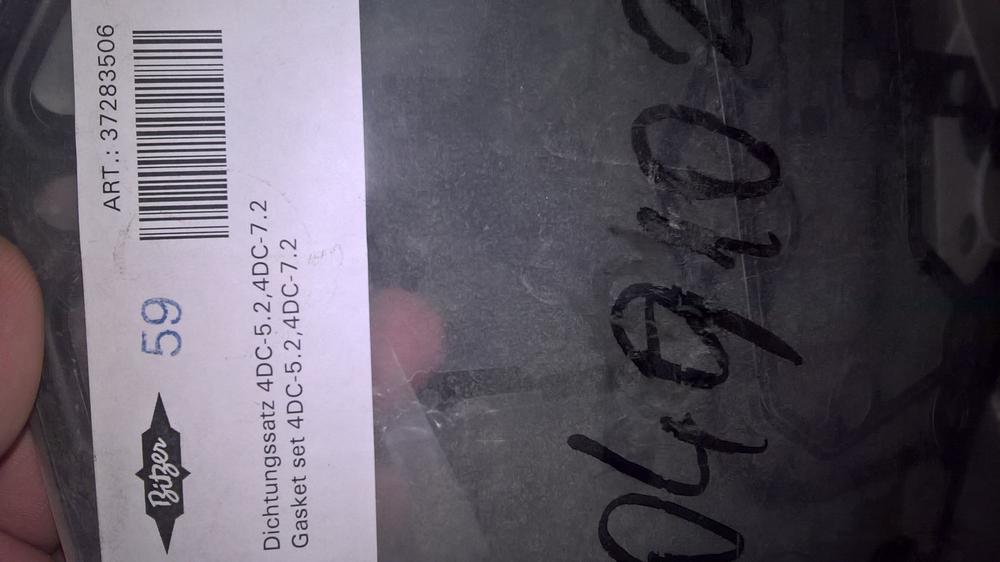 ART.: 37283506
Bitzer 59
Dichtungssatz 4DC-5.2,4DC-7.2
Gasket set 4DC-5.2,4DC-7.2